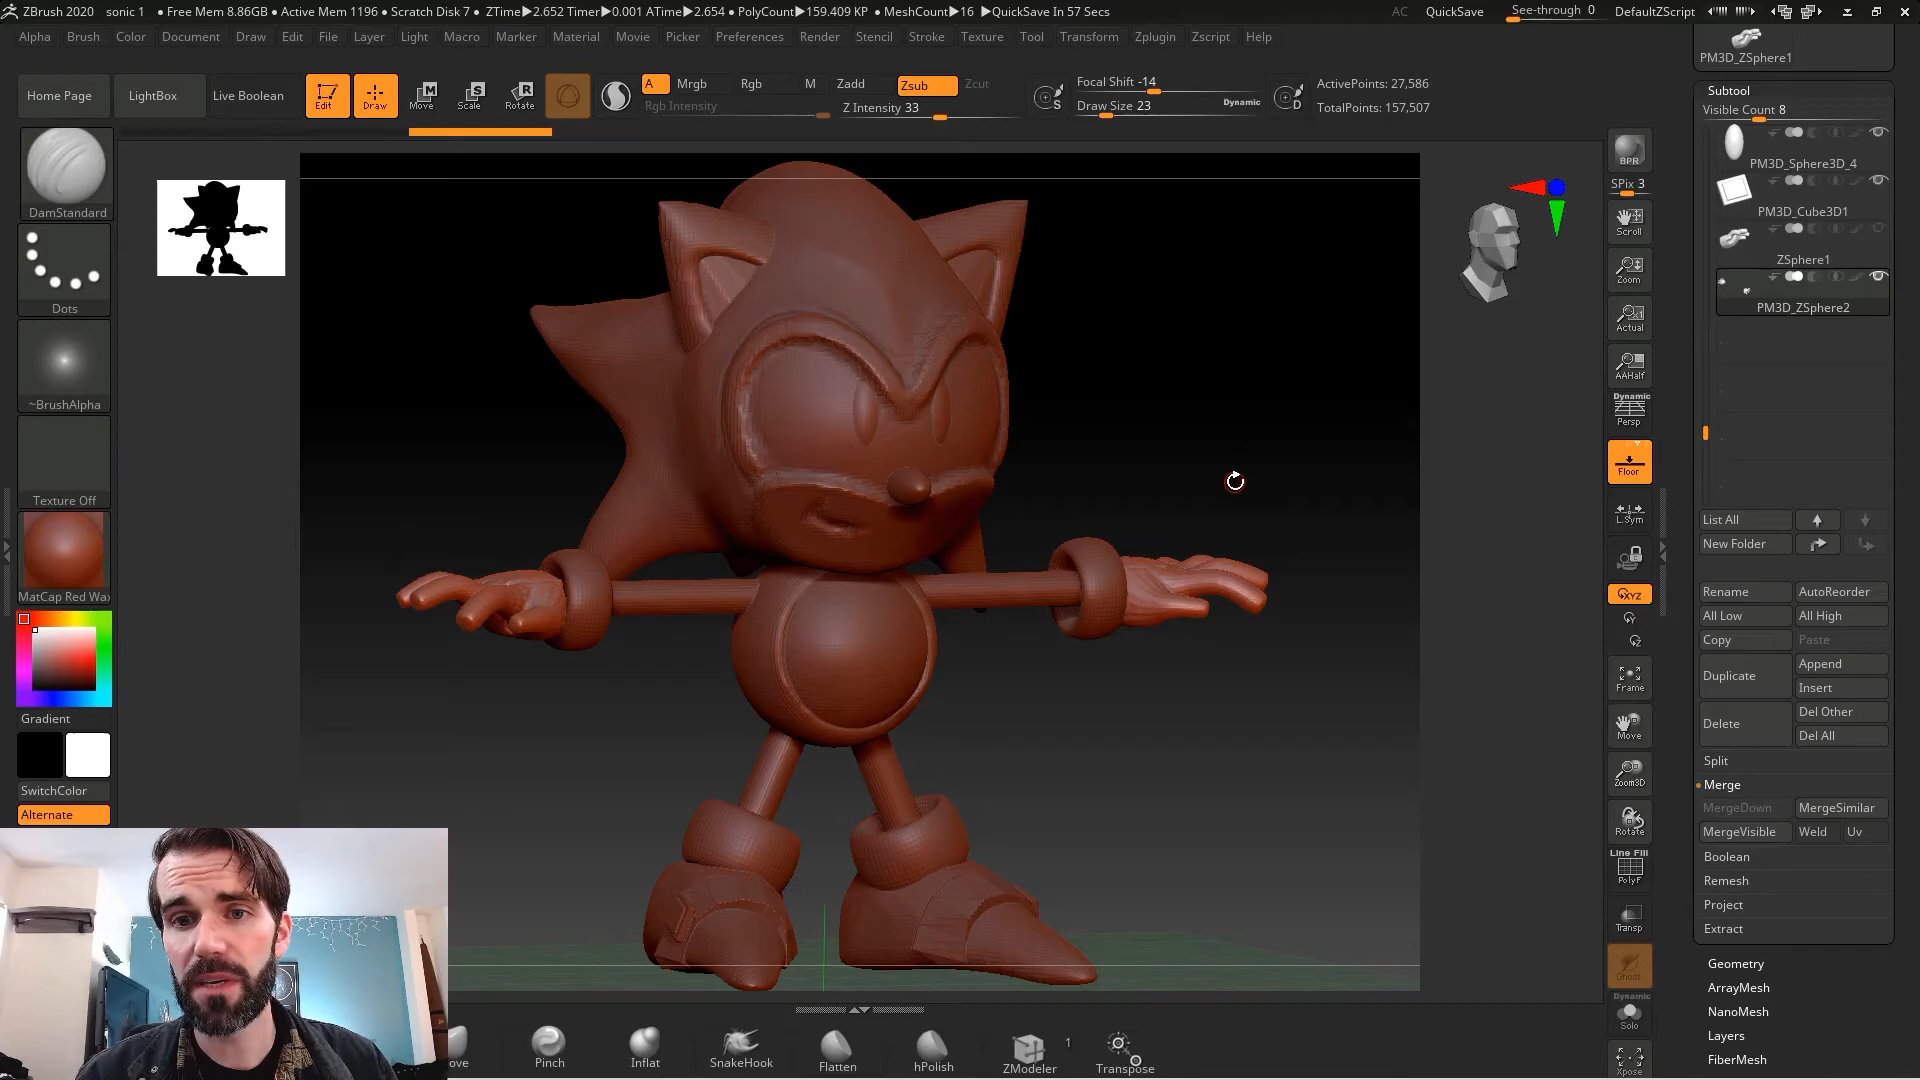 ZBrush 2020 sonic 1 • Free Mem 8.86GB • Active Mem 1196 • Scratch Disk 7 • ZTime▶2.652 Timer▶0.001 ATime▶2.654 • PolyCount▶159.409 KP • MeshCount▶16 ▶QuickSave In 57 Secs AC QuickSave See-through 0 DefaultZScript
Alpha Brush Color Document Draw Edit File Layer Light Macro Marker Material Movie Picker Preferences Render Stencil Stroke Texture Tool Transform Zplugin Zscript Help
PM3D_ZSphere1
Home Page LightBox Live Boolean Edit Draw Move Scale Rotate
A Mrgb Rgb M Zadd Zsub Zcut
Rgb Intensity Z Intensity 33
Focal Shift -14
Draw Size 23 Dynamic
ActivePoints: 27,586
TotalPoints: 157,507
DamStandard
Dots
~BrushAlpha
Texture Off
MatCap Red Wax
Gradient
SwitchColor
Alternate
BPR
SPix 3
Scroll
Zoom
Actual
AAHalf
Dynamic
Persp
Floor
L.Sym
XYZ
Frame
Move
Zoom3D
Rotate
Line Fill
PolyF
Transp
Ghost
Dynamic
Solo
Xpose
Subtool
Visible Count 8
PM3D_Sphere3D_4
PM3D_Cube3D1
ZSphere1
PM3D_ZSphere2
List All
New Folder
Rename AutoReorder
All Low All High
Copy Paste
Duplicate Append
Insert
Delete Del Other
Del All
Split
Merge
MergeDown MergeSimilar
MergeVisible Weld Uv
Boolean
Remesh
Project
Extract
Geometry
ArrayMesh
NanoMesh
Layers
FiberMesh
ove Pinch Inflat SnakeHook Flatten hPolish ZModeler 1 Transpose